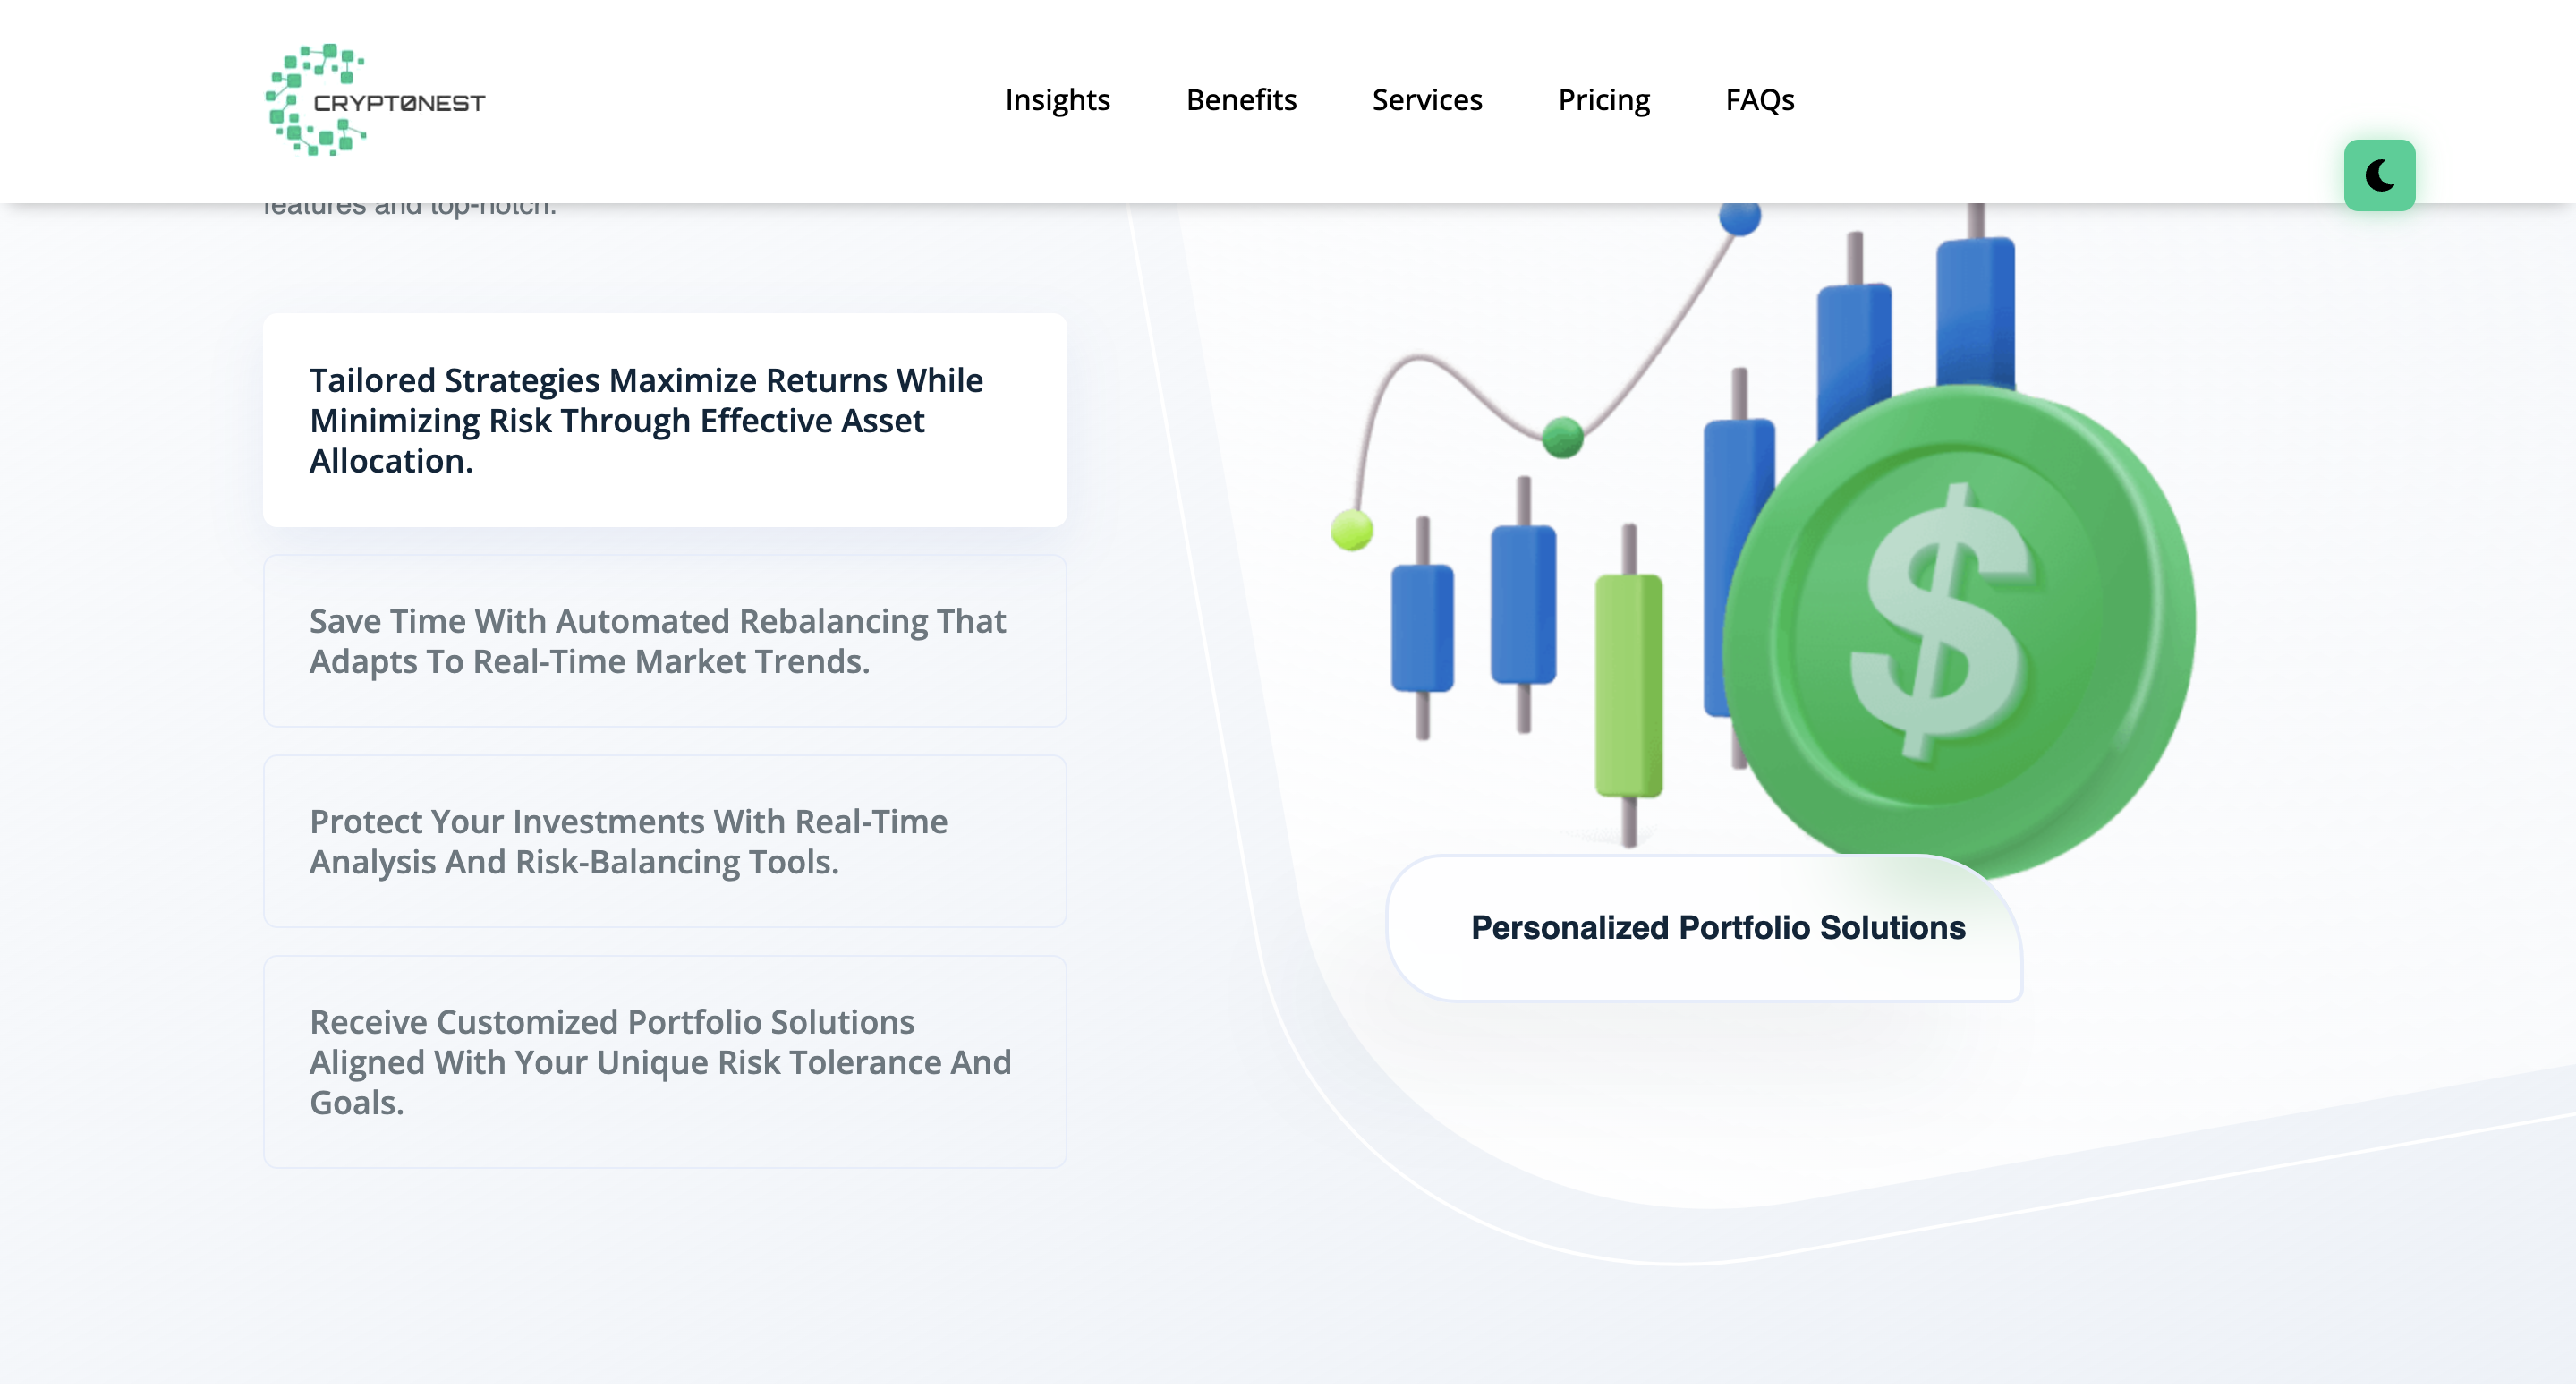 CRYPTØNEST
Insights Benefits Services Pricing FAQs
features and top-notch.
Tailored Strategies Maximize Returns While
Minimizing Risk Through Effective Asset
Allocation.
Save Time With Automated Rebalancing That
Adapts To Real-Time Market Trends.
Protect Your Investments With Real-Time
Analysis And Risk-Balancing Tools.
Receive Customized Portfolio Solutions
Aligned With Your Unique Risk Tolerance And
Goals.
$
Personalized Portfolio Solutions